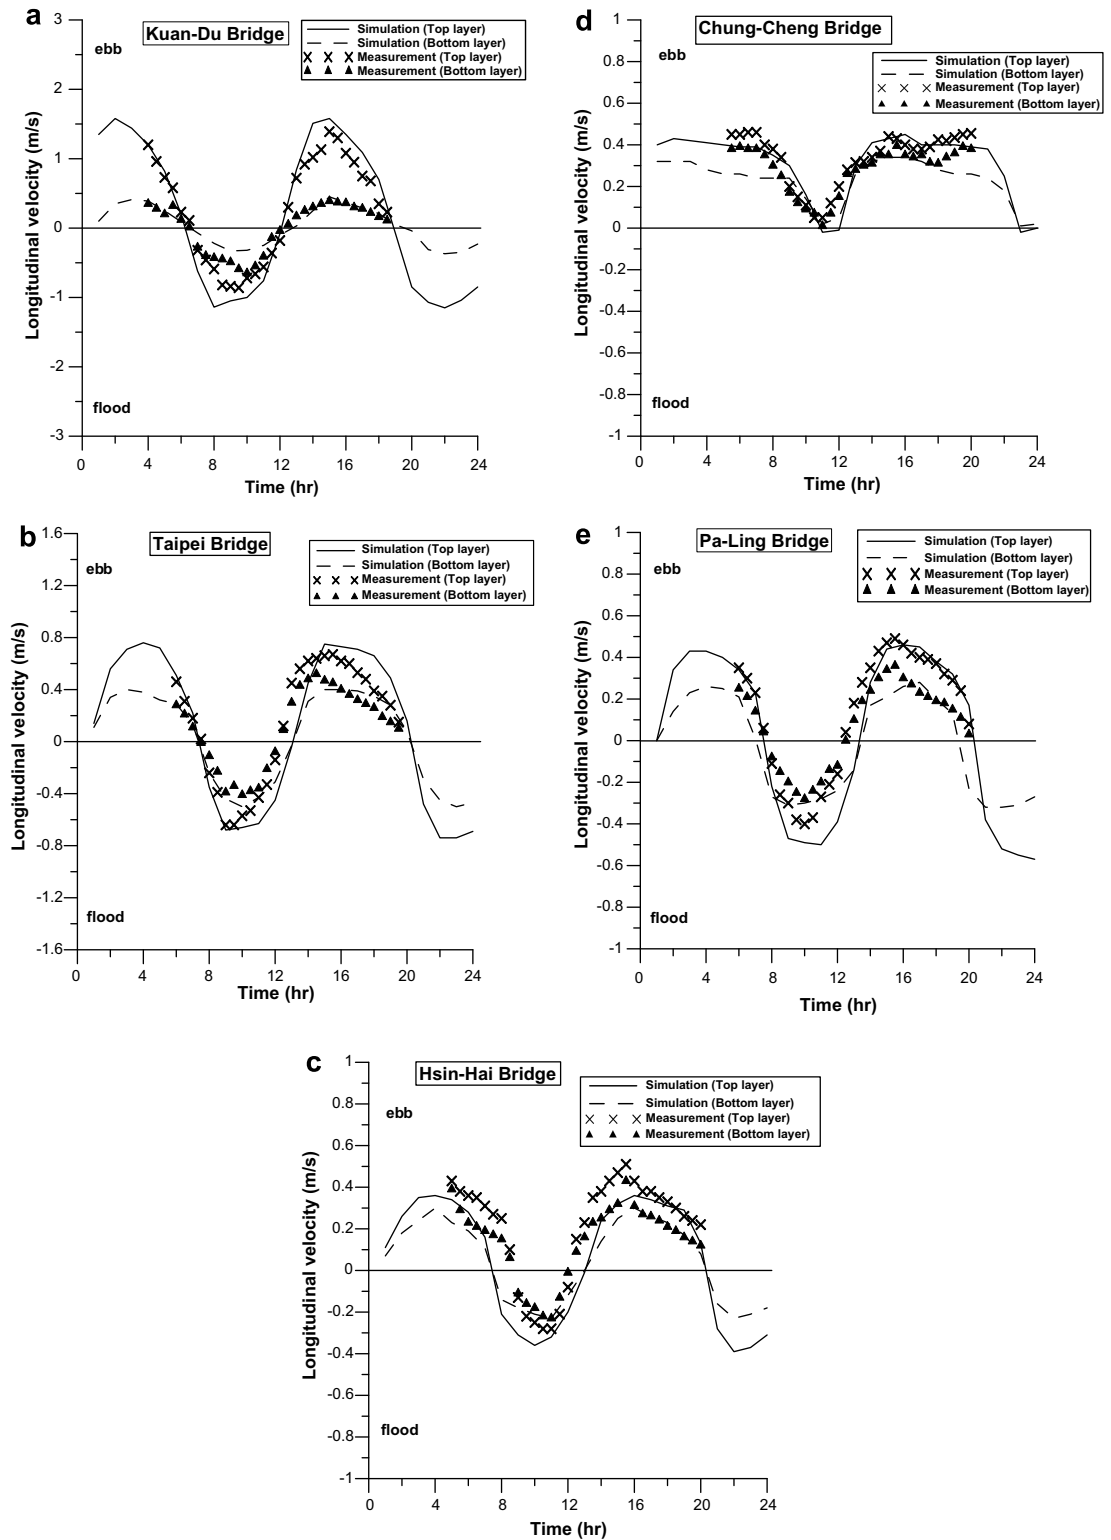 a
Kuan-Du Bridge
ebb
Simulation (Top layer)
Simulation (Bottom layer)
Measurement (Top layer)
Measurement (Bottom layer)
3
2
1
0
-1
-2
-3
Longitudinal velocity (m/s)
flood
0 4 8 12 16 20 24
Time (hr)
d
Chung-Cheng Bridge
ebb
Simulation (Top layer)
Simulation (Bottom layer)
Measurement (Top layer)
Measurement (Bottom layer)
1
0.8
0.6
0.4
0.2
0
-0.2
-0.4
-0.6
-0.8
-1
Longitudinal velocity (m/s)
flood
0 4 8 12 16 20 24
Time (hr)
b
Taipei Bridge
ebb
Simulation (Top layer)
Simulation (Bottom layer)
Measurement (Top layer)
Measurement (Bottom layer)
1.6
1.2
0.8
0.4
0
-0.4
-0.8
-1.2
-1.6
Longitudinal velocity (m/s)
flood
0 4 8 12 16 20 24
Time (hr)
e
Pa-Ling Bridge
ebb
Simulation (Top layer)
Simulation (Bottom layer)
Measurement (Top layer)
Measurement (Bottom layer)
1
0.8
0.6
0.4
0.2
0
-0.2
-0.4
-0.6
-0.8
-1
Longitudinal velocity (m/s)
flood
0 4 8 12 16 20 24
Time (hr)
c
Hsin-Hai Bridge
ebb
Simulation (Top layer)
Simulation (Bottom layer)
Measurement (Top layer)
Measurement (Bottom layer)
1
0.8
0.6
0.4
0.2
0
-0.2
-0.4
-0.6
-0.8
-1
Longitudinal velocity (m/s)
flood
0 4 8 12 16 20 24
Time (hr)